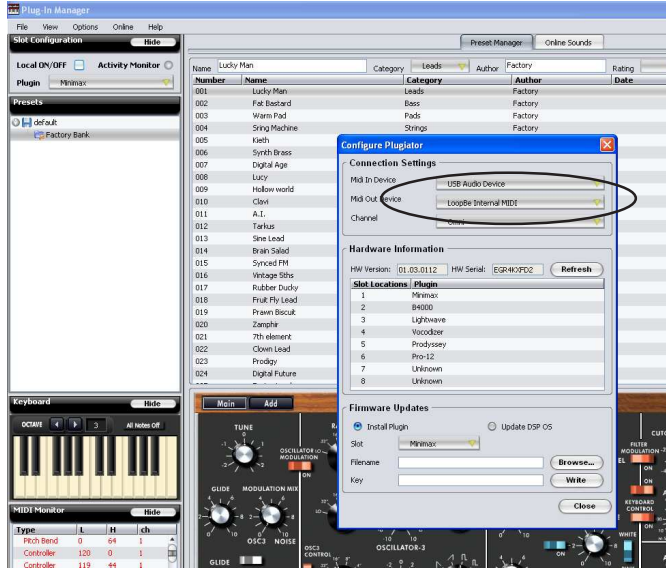 Plug-In Manager
File View Options Online Help
Slot Configuration Hide
Local ON/OFF Activity Monitor
Plugin Minimax
Presets
default
Factory Bank
Preset Manager Online Sounds
Name Lucky Man Category Leads Author Factory Rating
Number Name Category Author Date
001 Lucky Man Leads Factory
002 Fat Bastard Bass Factory
003 Warm Pad Pads Factory
004 Sring Machine Strings Factory
005 Kieth
006 Synth Brass
007 Digital Age
008 Lucy
009 Hollow world
010 Clavi
011 A.I.
012 Tarkus
013 Sine Lead
014 Brain Salad
015 Synced FM
016 Vintage 5ths
017 Rubber Ducky
018 Fruit Fly Lead
019 Prawn Biscuit
020 Zamphir
021 7th element
022 Clown Lead
023 Prodigy
024 Digital Future
Configure Plugiator
Connection Settings
Midi In Device USB Audio Device
Midi Out Device LoopBe Internal MIDI
Channel Omni
Hardware Information
HW Version: 01.03.0112 HW Serial: EGR4KXFD2 Refresh
Slot Locations Plugin
1 Minimax
2 B4000
3 Lightwave
4 Vocodizer
5 Prodyssey
6 Pro-12
7 Unknown
8 Unknown
Firmware Updates
Install Plugin Update DSP OS
Slot Minimax
Filename Browse...
Key Write
Close
Keyboard Hide
OCTAVE 3 All Notes Off
MIDI Monitor Hide
Type L H ch
Pitch Bend 0 64 1
Controller 120 0 1
Controller 119 44 1
Main Add
TUNE
OSCILLATOR
MODULATION
ON
GLIDE MODULATION MIX
OSC3 NOISE
GLIDE
OSC3
CONTROL
OSCILLATOR-3
FILTER
MODULATION
ON
KEYBOARD
CONTROL
ON
WHITE
ON